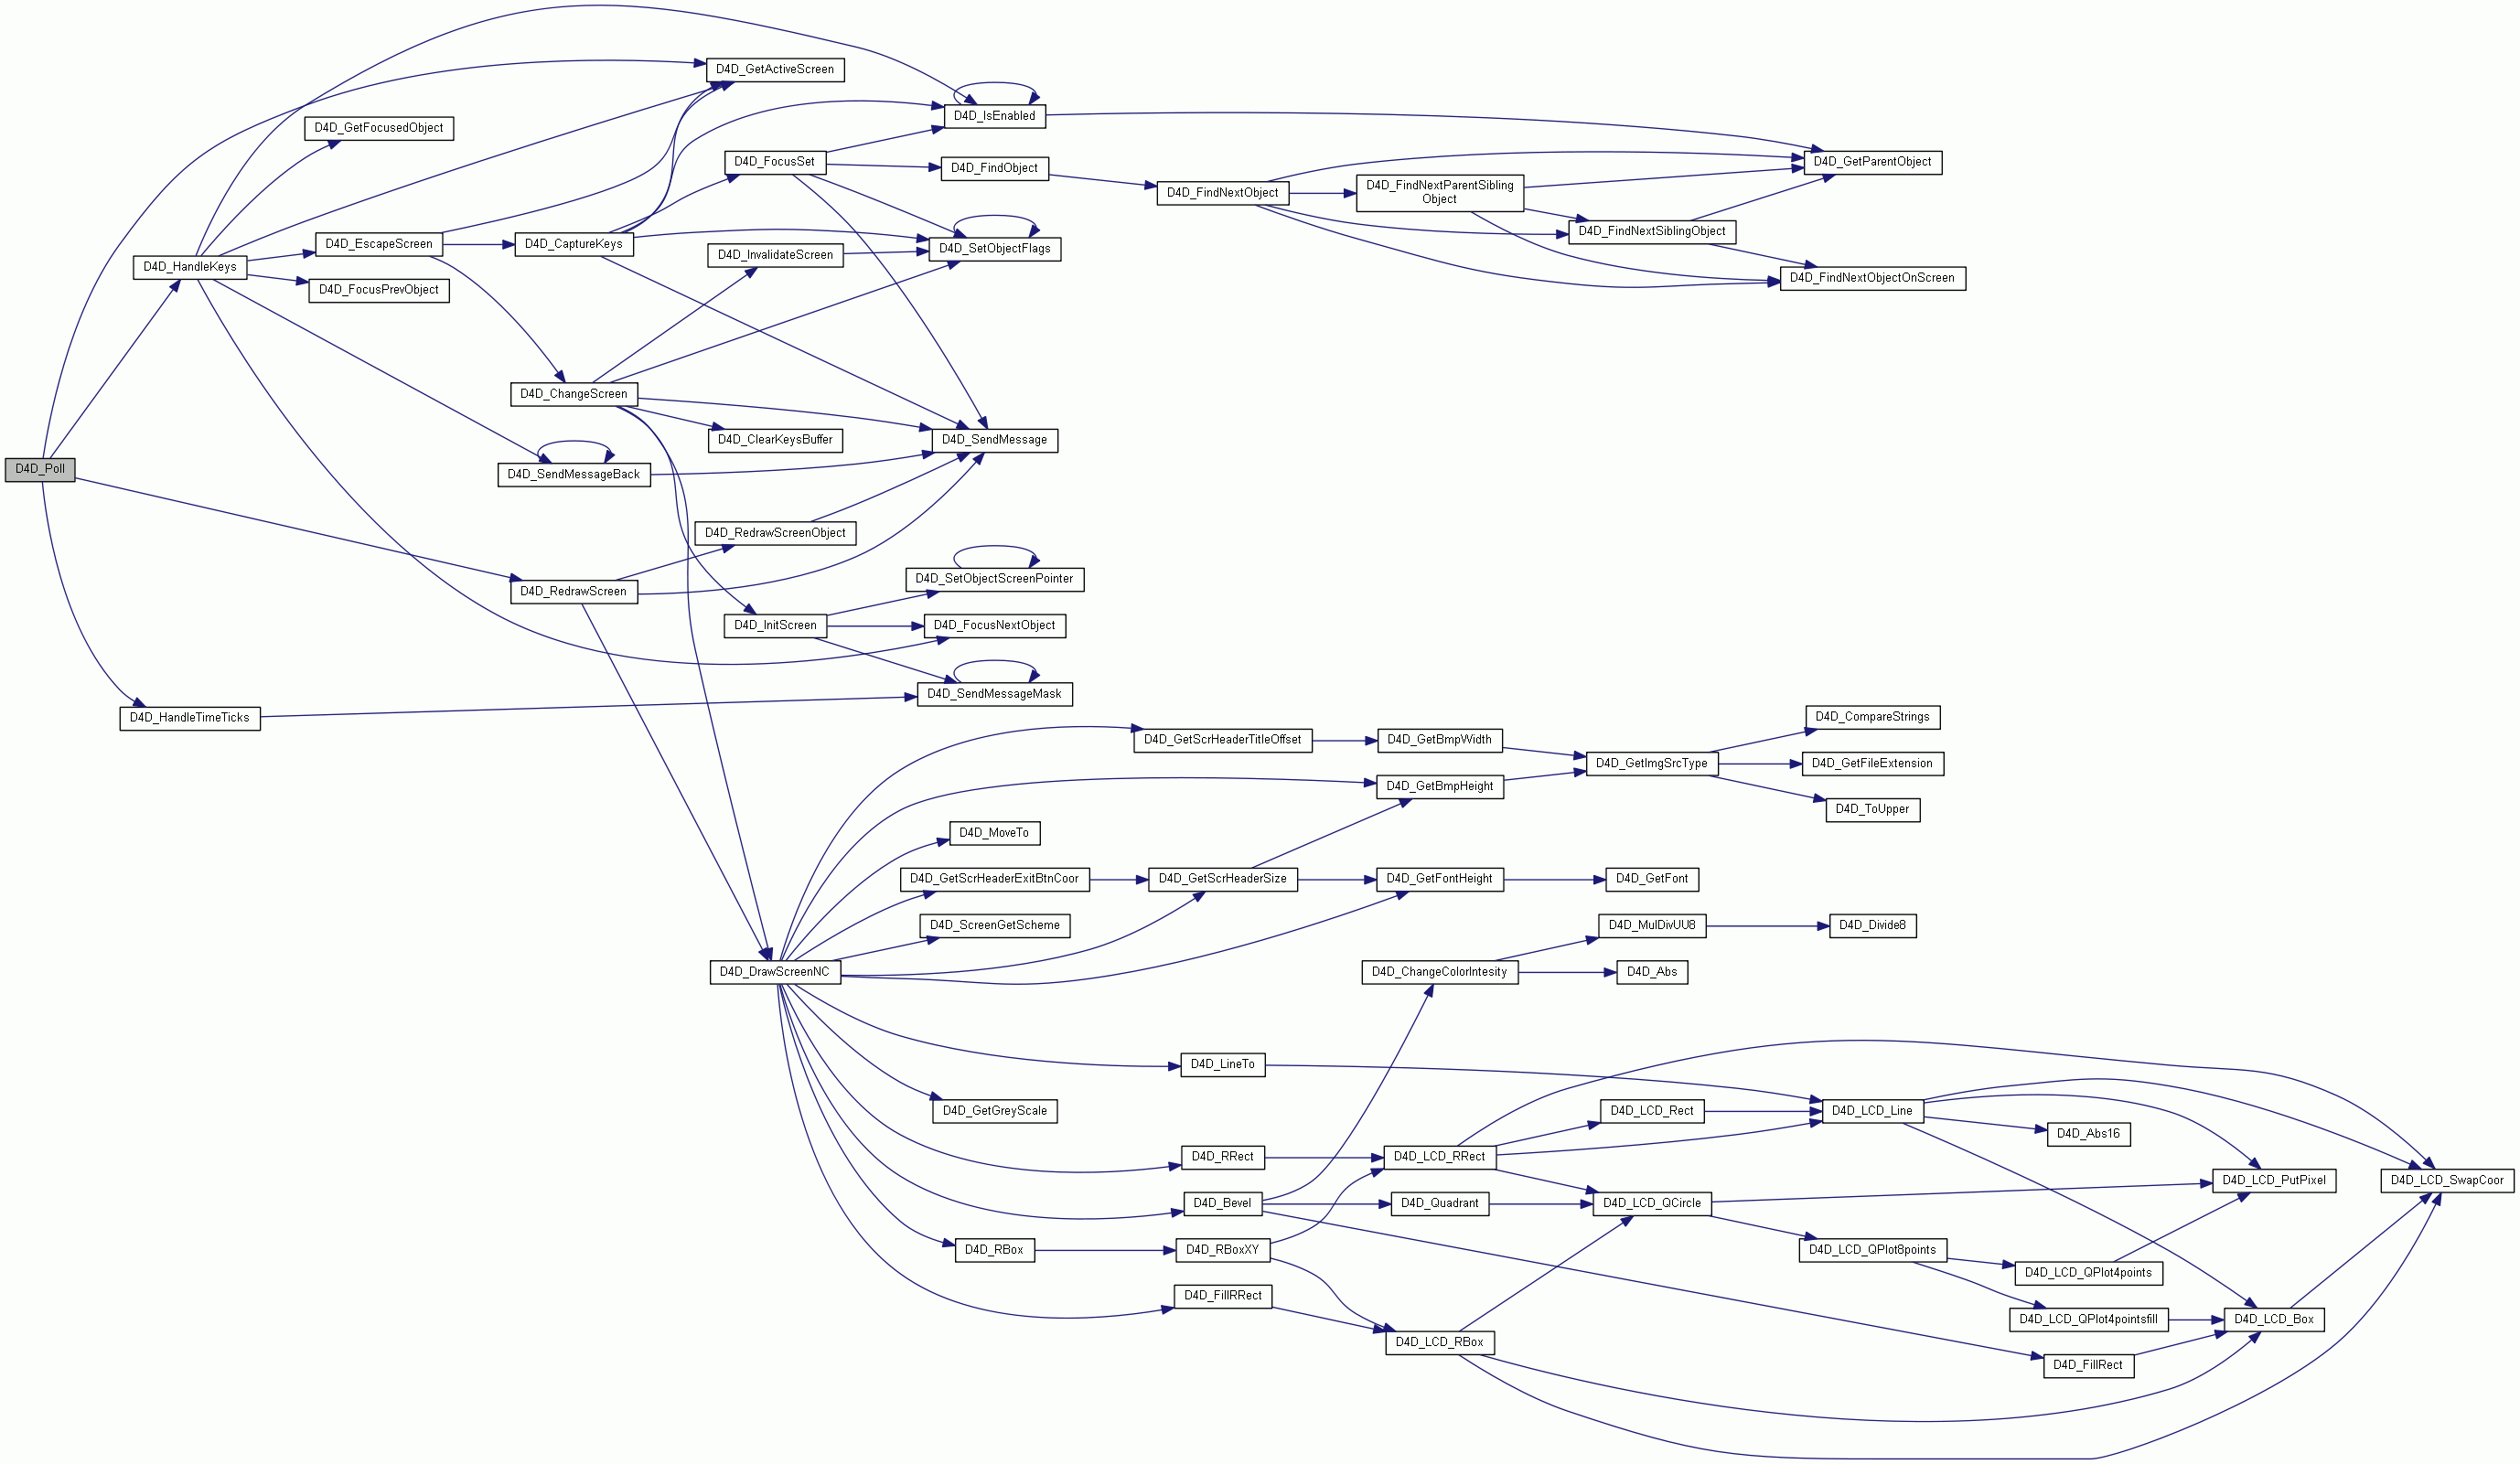 D4D_GetActiveScreen
D4D_IsEnabled
D4D_GetFocusedObject
D4D_FocusSet
D4D_FindObject
D4D_GetParentObject
D4D_FindNextObject
D4D_FindNextParentSibling
Object
D4D_FindNextSiblingObject
D4D_EscapeScreen
D4D_CaptureKeys
D4D_SetObjectFlags
D4D_InvalidateScreen
D4D_HandleKeys
D4D_FindNextObjectOnScreen
D4D_FocusPrevObject
D4D_ChangeScreen
D4D_ClearKeysBuffer
D4D_SendMessage
D4D_Poll
D4D_SendMessageBack
D4D_RedrawScreenObject
D4D_SetObjectScreenPointer
D4D_RedrawScreen
D4D_InitScreen
D4D_FocusNextObject
D4D_SendMessageMask
D4D_HandleTimeTicks
D4D_CompareStrings
D4D_GetScrHeaderTitleOffset
D4D_GetBmpWidth
D4D_GetImgSrcType
D4D_GetFileExtension
D4D_GetBmpHeight
D4D_ToUpper
D4D_MoveTo
D4D_GetScrHeaderExitBtnCoor
D4D_GetScrHeaderSize
D4D_GetFontHeight
D4D_GetFont
D4D_ScreenGetScheme
D4D_MulDivUU8
D4D_Divide8
D4D_DrawScreenNC
D4D_ChangeColorIntesity
D4D_Abs
D4D_LineTo
D4D_GetGreyScale
D4D_LCD_Rect
D4D_LCD_Line
D4D_Abs16
D4D_RRect
D4D_LCD_RRect
D4D_LCD_PutPixel
D4D_LCD_SwapCoor
D4D_Bevel
D4D_Quadrant
D4D_LCD_QCircle
D4D_RBox
D4D_RBoxXY
D4D_LCD_QPlot8points
D4D_LCD_QPlot4points
D4D_FillRRect
D4D_LCD_QPlot4pointsfill
D4D_LCD_Box
D4D_LCD_RBox
D4D_FillRect